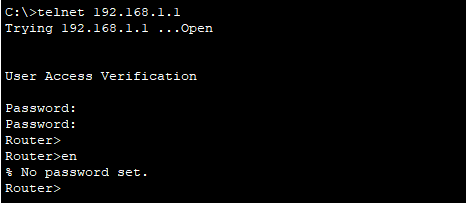 C:\>telnet 192.168.1.1
Trying 192.168.1.1 ...Open
User Access Verification
Password:
Password:
Router>
Router>en
% No password set.
Router>